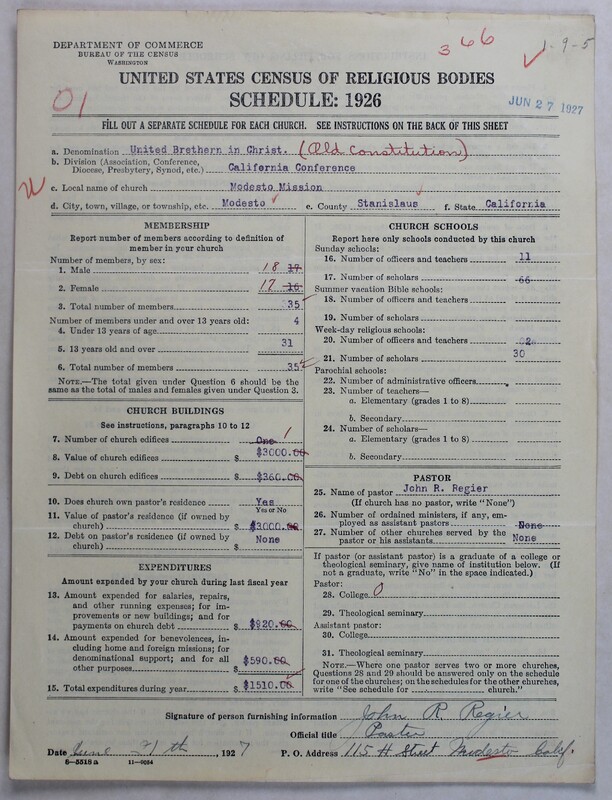 DEPARTMENT OF COMMERCE
BUREAU OF THE CENSUS
WASHINGTON
366
1-9-5
UNITED STATES CENSUS OF RELIGIOUS BODIES
SCHEDULE: 1926
01
JUN 27 1927
FILL OUT A SEPARATE SCHEDULE FOR EACH CHURCH. SEE INSTRUCTIONS ON THE BACK OF THIS SHEET
a. Denomination United Brethern in Christ. (Old Constitution)
b. Division (Association, Conference, Diocese, Presbytery, Synod, etc.) California Conference
c. Local name of church Modesto Mission
d. City, town, village, or township, etc. Modesto e. County Stanislaus f. State California
MEMBERSHIP
Report number of members according to definition of
member in your church
Number of members, by sex:
1. Male 18 17
2. Female 17 16
3. Total number of members 35
Number of members under and over 13 years old:
4. Under 13 years of age 4
5. 13 years old and over 31
6. Total number of members 35
NOTE.—The total given under Question 6 should be
same as the total of males and females given under Question 3.
CHURCH BUILDINGS
See instructions, paragraphs 10 to 12
7. Number of church edifices One 1
8. Value of church edifices $ $3000.00
9. Debt on church edifices $ $360.00
10. Does church own pastor's residence Yes
Yes or No
11. Value of pastor's residence (if owned by
church) $ $3000.00
12. Debt on pastor's residence (if owned by
church) $ None
EXPENDITURES
Amount expended by your church during last fiscal year
13. Amount expended for salaries, repairs,
and other running expenses; for im-
provements or new buildings; and for
payments on church debt $ $920.00
14. Amount expended for benevolences, in-
cluding home and foreign missions; for
denominational support; and for all
other purposes $ $590.00
15. Total expenditures during year $ $1510.00
CHURCH SCHOOLS
Report here only schools conducted by this church
Sunday schools:
16. Number of officers and teachers 11
17. Number of scholars 66
Summer vacation Bible schools:
18. Number of officers and teachers
19. Number of scholars
Week-day religious schools:
20. Number of officers and teachers 2
21. Number of scholars 30
Parochial schools:
22. Number of administrative officers
23. Number of teachers—
a. Elementary (grades 1 to 8)
b. Secondary
24. Number of scholars—
a. Elementary (grades 1 to 8)
b. Secondary
PASTOR
25. Name of pastor John R. Regier
(If church has no pastor, write "None")
26. Number of ordained ministers, if any, em-
ployed as assistant pastors None
27. Number of other churches served by the
pastor or his assistants None
If pastor (or assistant pastor) is a graduate of a college or
theological seminary, give name of institution below. (If
not a graduate, write "No" in the space indicated.)
Pastor:
28. College 0
29. Theological seminary
Assistant pastor:
30. College
31. Theological seminary
NOTE.—Where one pastor serves two or more churches,
Questions 28 and 29 should be answered only on the schedule
for one of the churches; on the schedules for the other churches,
write "See schedule for church."
Signature of person furnishing information John R. Regier
Official title Pastor
Date June 21th, 1927 P. O. Address 115 H Street Modesto Calif.
8—5518a 11—9024